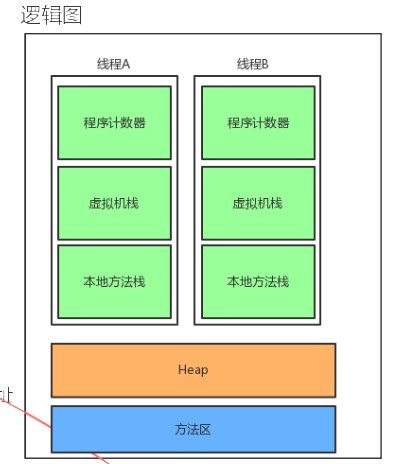 逻辑图
线程A
线程B
程序计数器
程序计数器
虚拟机栈
虚拟机栈
本地方法栈
本地方法栈
Heap
址
方法区